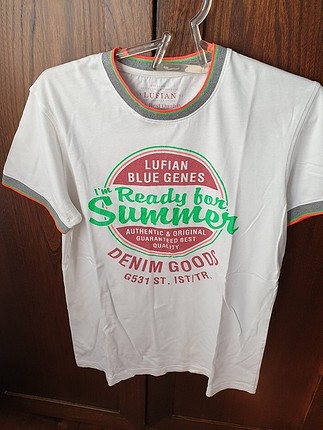 LUFIAN
LUFIAN
BLUE GENES
I'm Ready for
Summer
AUTHENTIC & ORIGINAL
GUARANTEED BEST
QUALITY
DENIM GOODS
G531 ST. IST/TR.